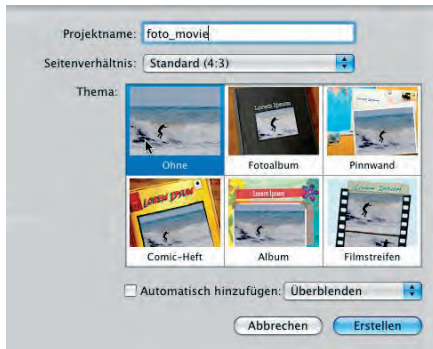 Projektname: foto_movie
Seitenverhältnis: Standard (4:3)
Thema:
Lorem Ipsum
Ohne Fotoalbum Pinnwand
LOREM IPSUM Lorem Ipsum Lorem Ipsum
Comic-Heft Album Filmstreifen
Automatisch hinzufügen: Überblenden
Abbrechen Erstellen